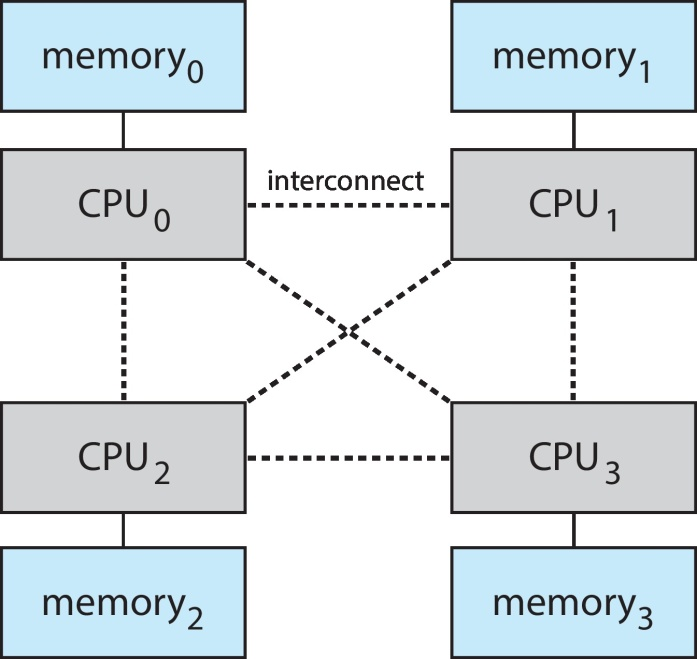 memory₀
memory₁
CPU₀
interconnect
CPU₁
CPU₂
CPU₃
memory₂
memory₃